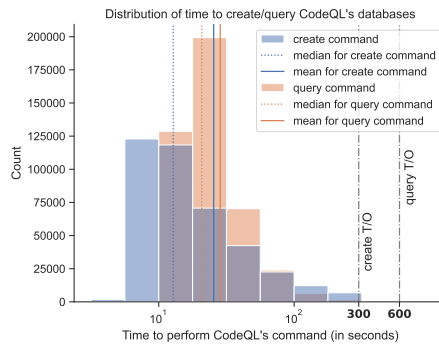 Distribution of time to create/query CodeQL's databases
create command
median for create command
mean for create command
query command
median for query command
mean for query command
200000
175000
150000
125000
100000
75000
50000
25000
0
Count
create T/O
query T/O
10¹
10²
300
600
Time to perform CodeQL's command (in seconds)